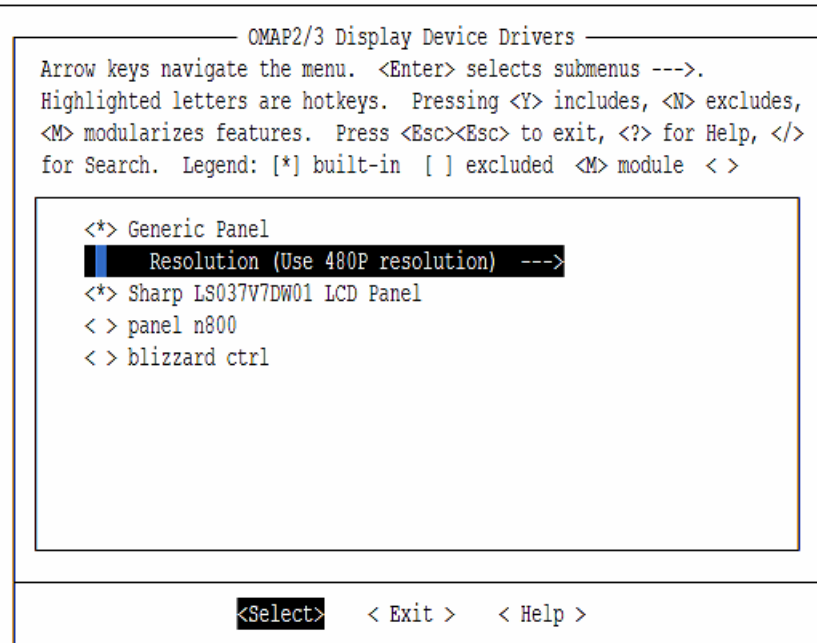 OMAP2/3 Display Device Drivers
Arrow keys navigate the menu. <Enter> selects submenus --->.
Highlighted letters are hotkeys. Pressing <Y> includes, <N> excludes,
<M> modularizes features. Press <Esc><Esc> to exit, <?> for Help, </>
for Search. Legend: [*] built-in [ ] excluded <M> module < >
<*> Generic Panel
Resolution (Use 480P resolution) --->
<*> Sharp LS037V7DW01 LCD Panel
< > panel n800
< > blizzard ctrl
<Select> < Exit > < Help >